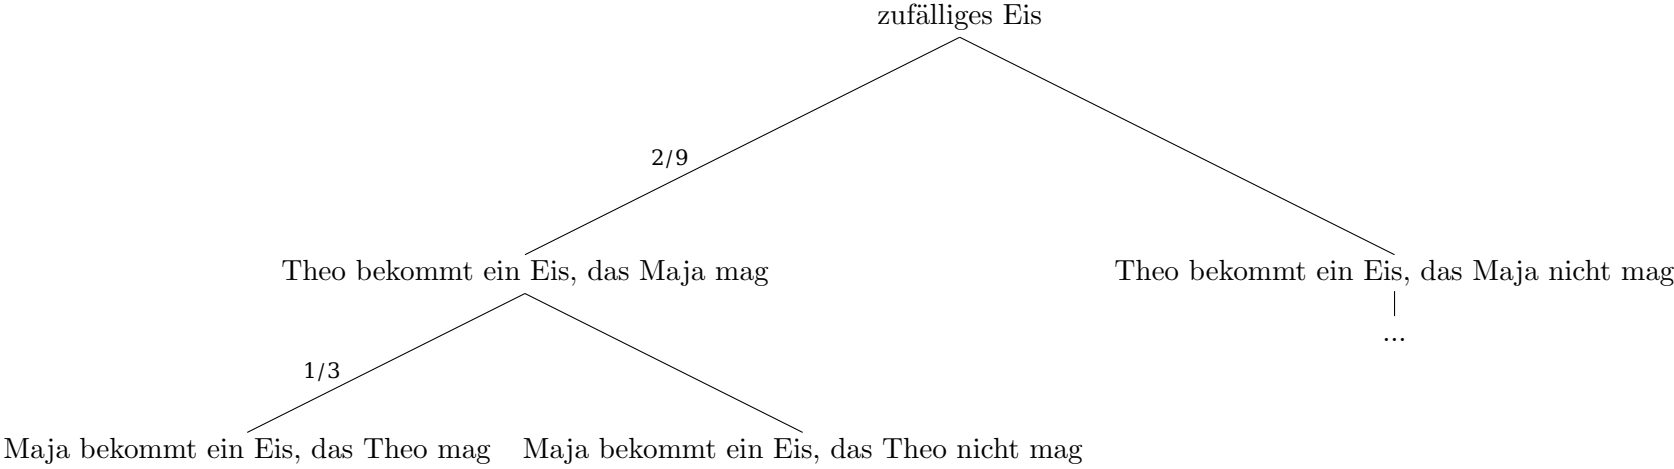 zufälliges Eis
2/9
Theo bekommt ein Eis, das Maja mag
Theo bekommt ein Eis, das Maja nicht mag
...
1/3
Maja bekommt ein Eis, das Theo mag
Maja bekommt ein Eis, das Theo nicht mag